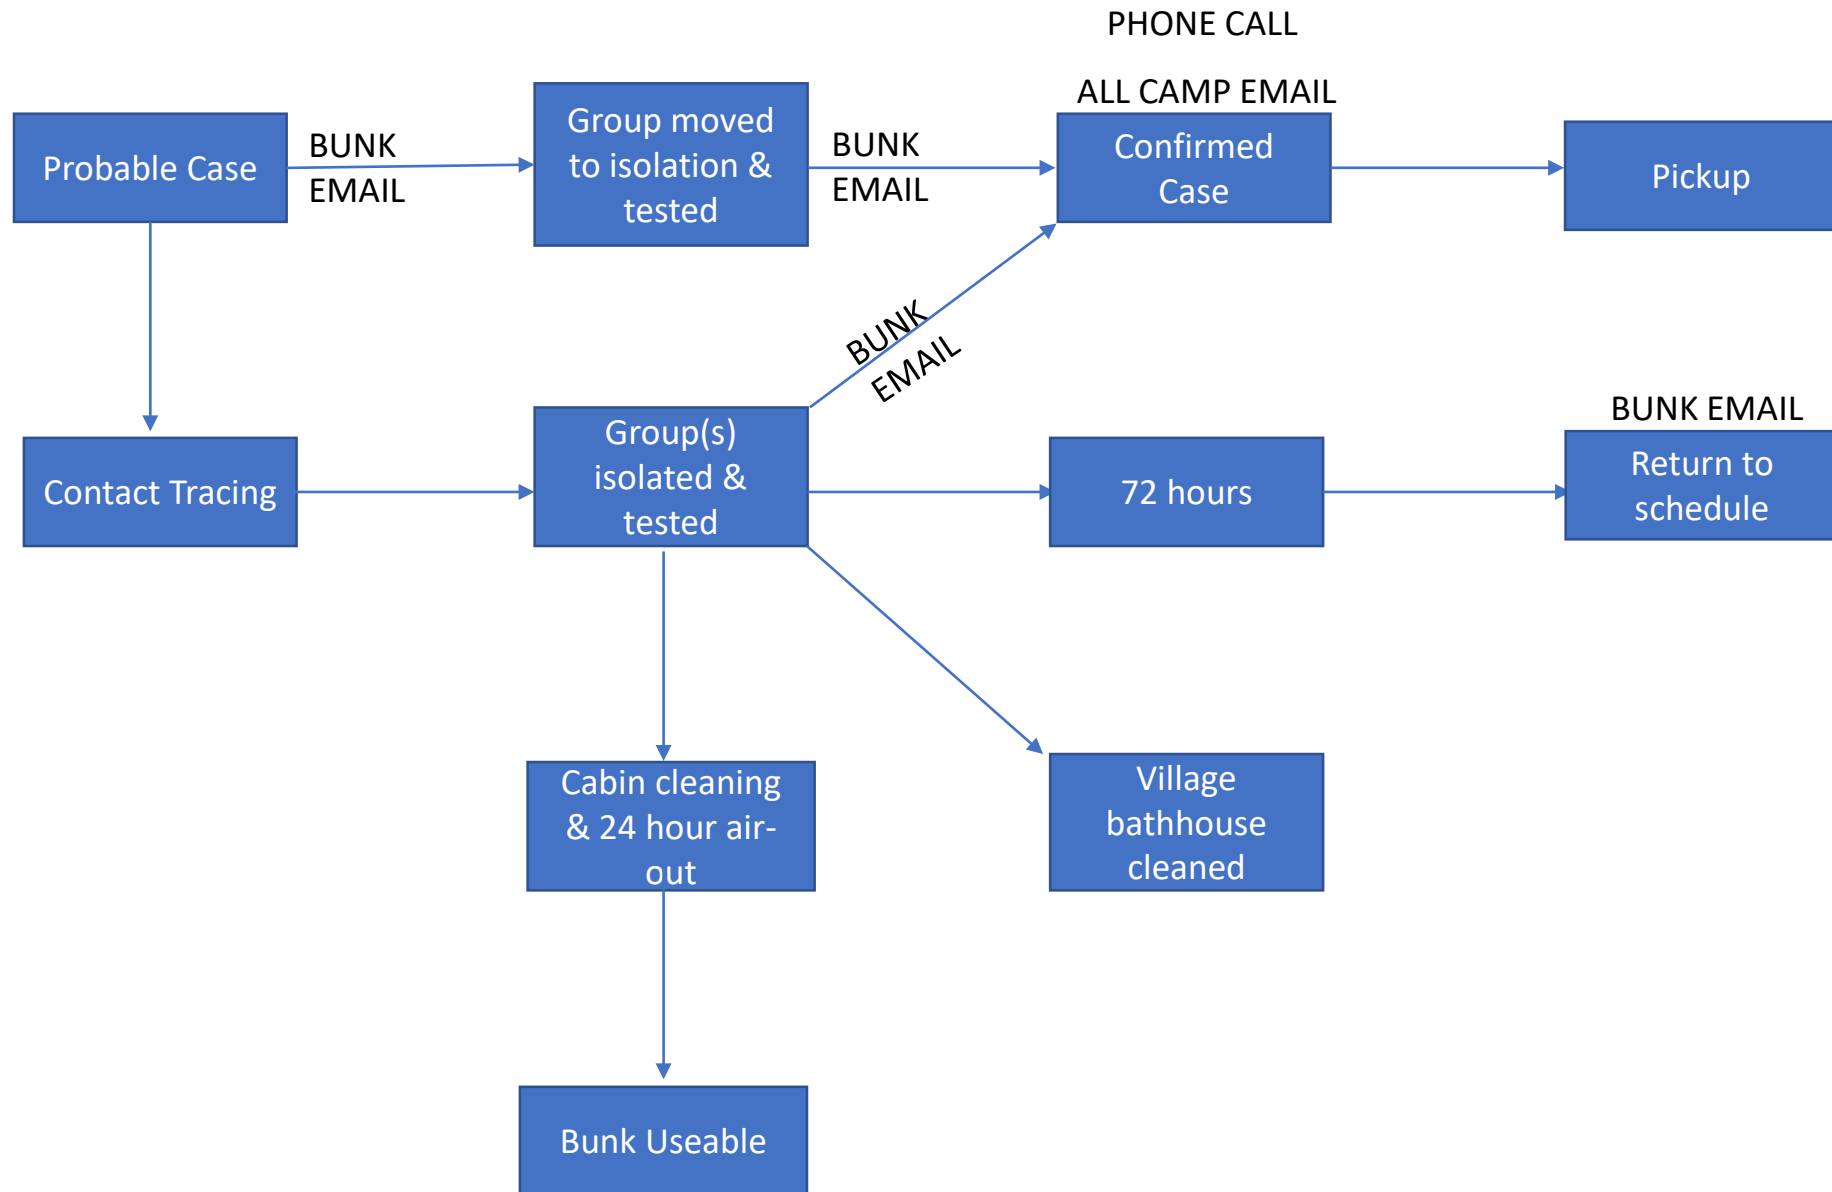 PHONE CALL
ALL CAMP EMAIL
Probable Case
BUNK
EMAIL
Group moved
to isolation &
tested
BUNK
EMAIL
Confirmed
Case
Pickup
BUNK
EMAIL
Contact Tracing
Group(s)
isolated &
tested
72 hours
BUNK EMAIL
Return to
schedule
Cabin cleaning
& 24 hour air-
out
Village
bathhouse
cleaned
Bunk Useable